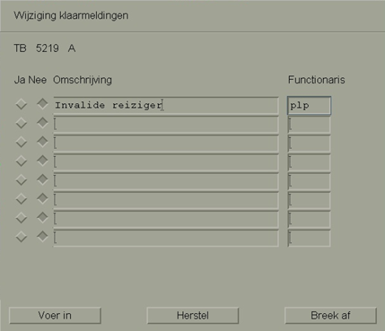 Wijziging klaarmeldingen
TB 5219 A
Ja Nee Omschrijving Functionaris
Invalide reiziger plp
Voer in Herstel Breek af